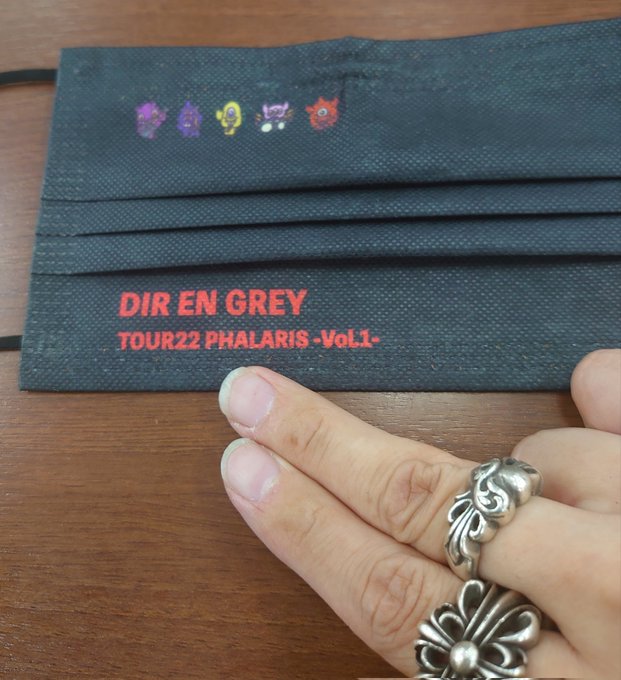 DIR EN GREY
TOUR22 PHALARIS -VoL.1-